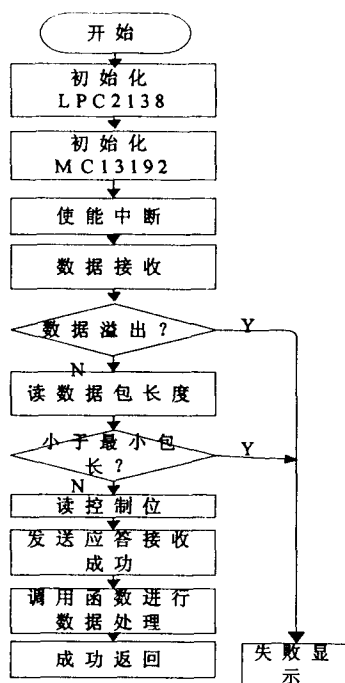 开始
初始化
LPC2138
初始化
MC13192
使能中断
数据接收
数据溢出？
Y
N
读数据包长度
小于最小包
长？
Y
N
读控制位
发送应答接收
成功
调用函数进行
数据处理
成功返回
失败显
示